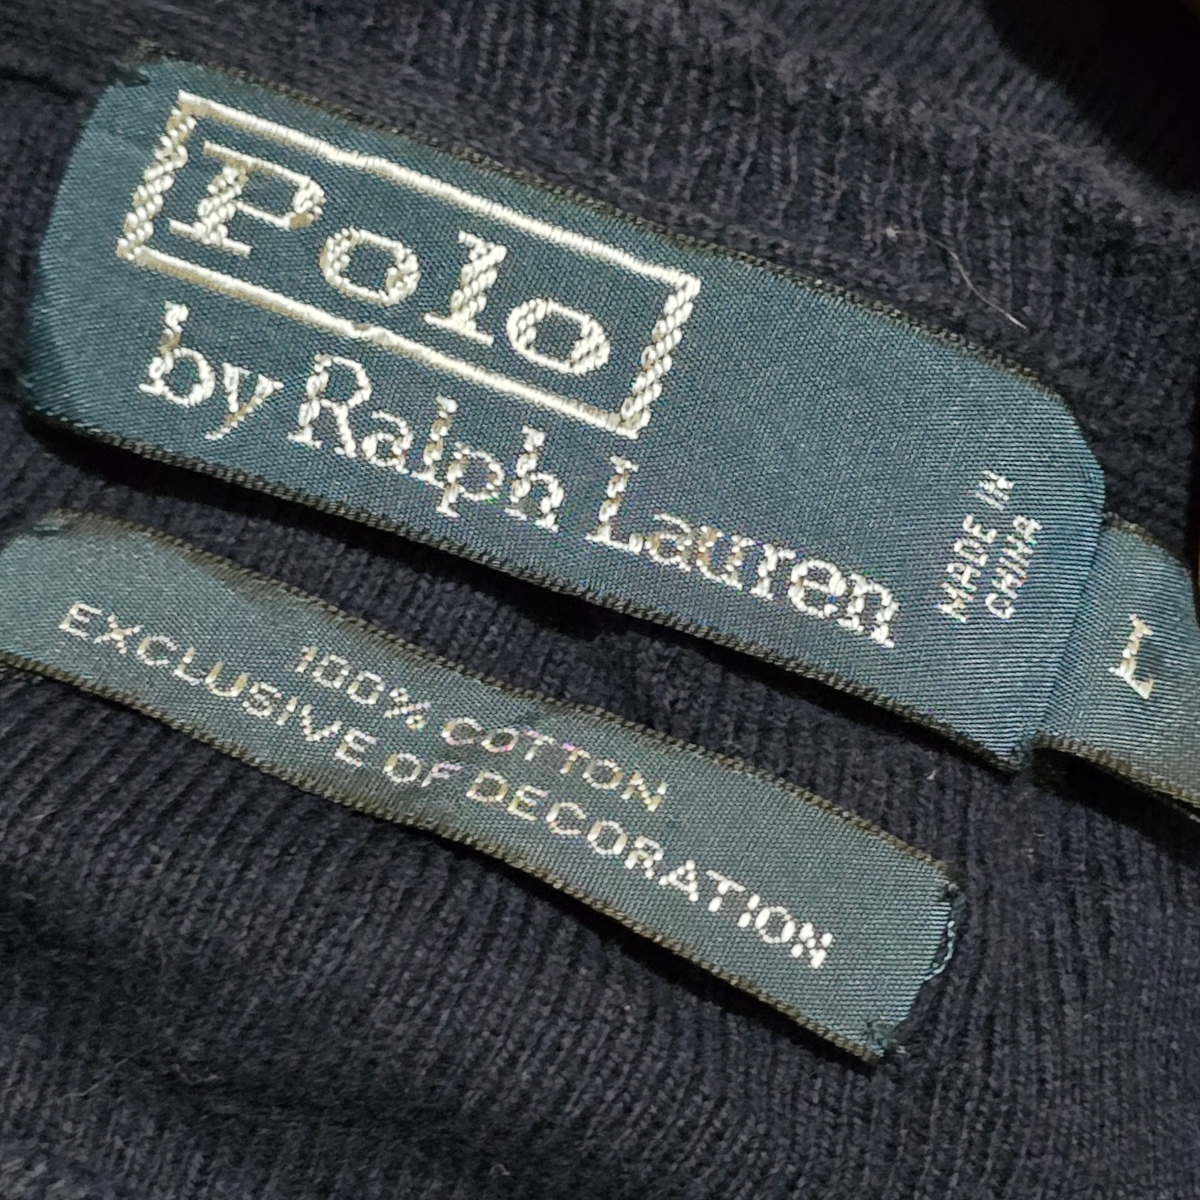 Polo
by Ralph Lauren
MADE IN
CHINA
L
100% COTTON
EXCLUSIVE OF DECORATION